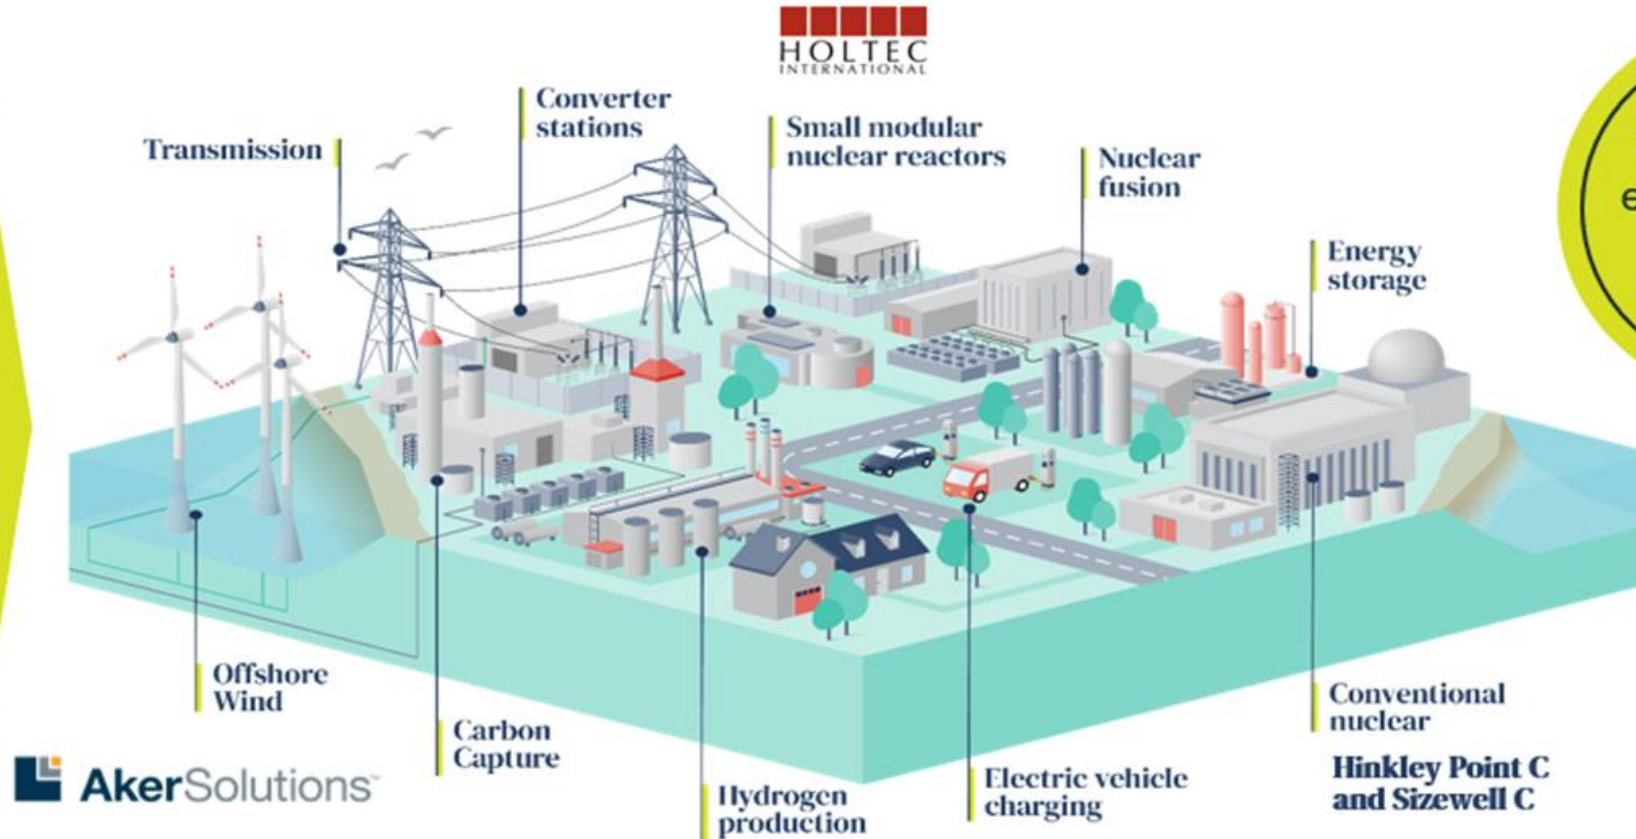 HOLTEC
INTERNATIONAL
Converter
stations
Transmission
Small modular
nuclear reactors
Nuclear
fusion
Energy
storage
Offshore
Wind
Carbon
Capture
Hydrogen
production
Electric vehicle
charging
Conventional
nuclear
Hinkley Point C
and Sizewell C
AkerSolutions™